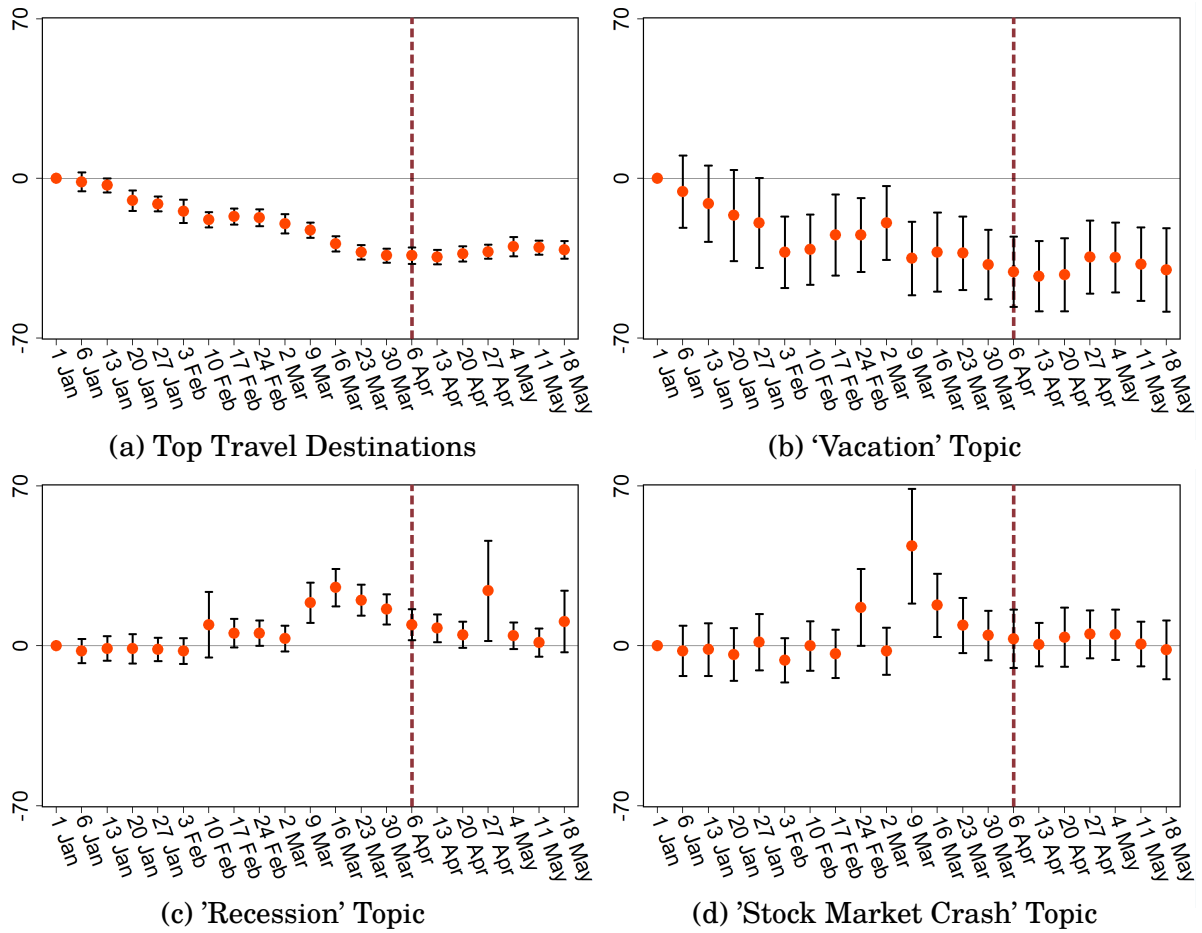 70
0
-70
1 Jan
6 Jan
13 Jan
20 Jan
27 Jan
3 Feb
10 Feb
17 Feb
24 Feb
2 Mar
9 Mar
16 Mar
23 Mar
30 Mar
6 Apr
13 Apr
20 Apr
27 Apr
4 May
11 May
18 May
(a) Top Travel Destinations
70
0
-70
1 Jan
6 Jan
13 Jan
20 Jan
27 Jan
3 Feb
10 Feb
17 Feb
24 Feb
2 Mar
9 Mar
16 Mar
23 Mar
30 Mar
6 Apr
13 Apr
20 Apr
27 Apr
4 May
11 May
18 May
(b) ‘Vacation’ Topic
70
0
-70
1 Jan
6 Jan
13 Jan
20 Jan
27 Jan
3 Feb
10 Feb
17 Feb
24 Feb
2 Mar
9 Mar
16 Mar
23 Mar
30 Mar
6 Apr
13 Apr
20 Apr
27 Apr
4 May
11 May
18 May
(c) ’Recession’ Topic
70
0
-70
1 Jan
6 Jan
13 Jan
20 Jan
27 Jan
3 Feb
10 Feb
17 Feb
24 Feb
2 Mar
9 Mar
16 Mar
23 Mar
30 Mar
6 Apr
13 Apr
20 Apr
27 Apr
4 May
11 May
18 May
(d) ’Stock Market Crash’ Topic